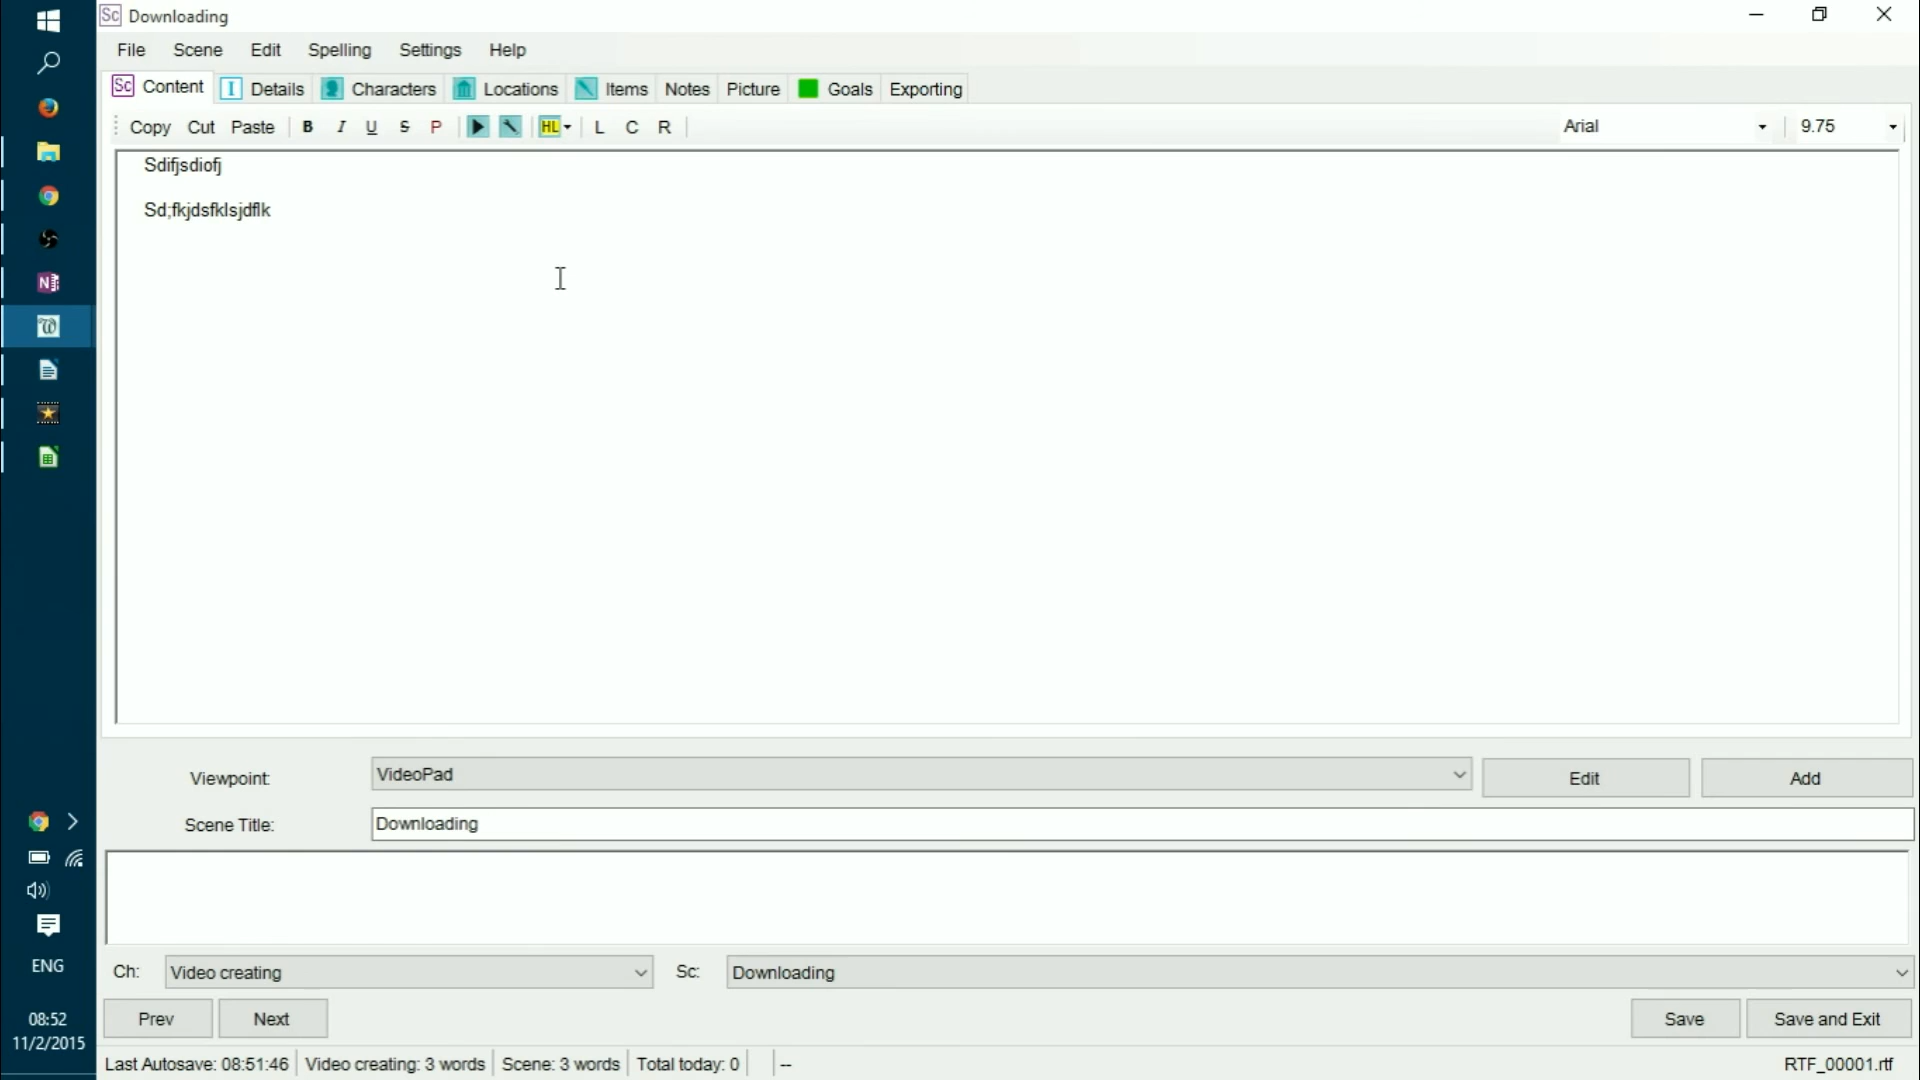 Sc Downloading
File Scene Edit Spelling Settings Help
Sc Content Details Characters Locations Items Notes Picture Goals Exporting
Copy Cut Paste B I U S P HL L C R Arial 9.75
Sdifjsdiofj
Sd;fkjdsfklsjdflk
Viewpoint: VideoPad Edit Add
Scene Title: Downloading
Ch: Video creating Sc: Downloading
Prev Next Save Save and Exit
Last Autosave: 08:51:46 Video creating: 3 words Scene: 3 words Total today: 0 -- RTF_00001.rtf
ENG
08:52
11/2/2015